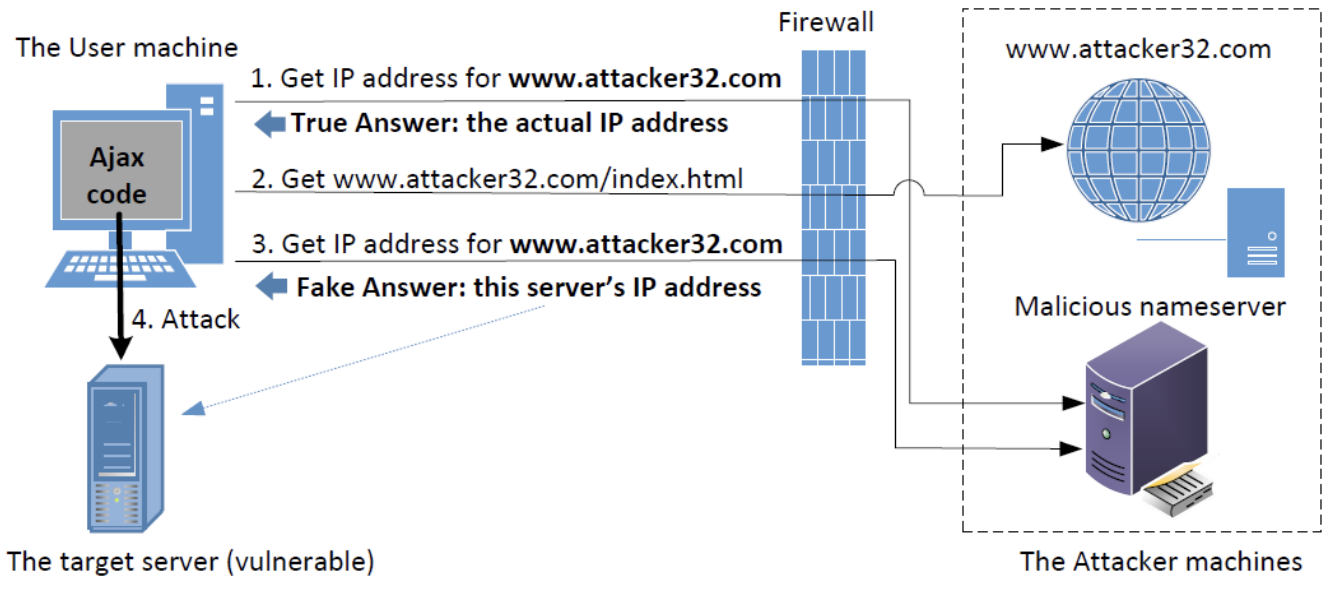 Firewall
The User machine
www.attacker32.com
1. Get IP address for www.attacker32.com
True Answer: the actual IP address
Ajax
code
2. Get www.attacker32.com/index.html
3. Get IP address for www.attacker32.com
Fake Answer: this server's IP address
Malicious nameserver
4. Attack
The target server (vulnerable)
The Attacker machines